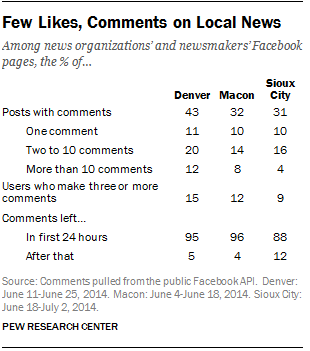 Few Likes, Comments on Local News
Among news organizations' and newsmakers' Facebook
pages, the % of...
Denver Macon Sioux City
Posts with comments 43 32 31
One comment 11 10 10
Two to 10 comments 20 14 16
More than 10 comments 12 8 4
Users who make three or more
comments 15 12 9
Comments left...
In first 24 hours 95 96 88
After that 5 4 12
Source: Comments pulled from the public Facebook API. Denver:
June 11-June 25, 2014. Macon: June 4-June 18, 2014. Sioux City:
June 18-July 2, 2014.
PEW RESEARCH CENTER